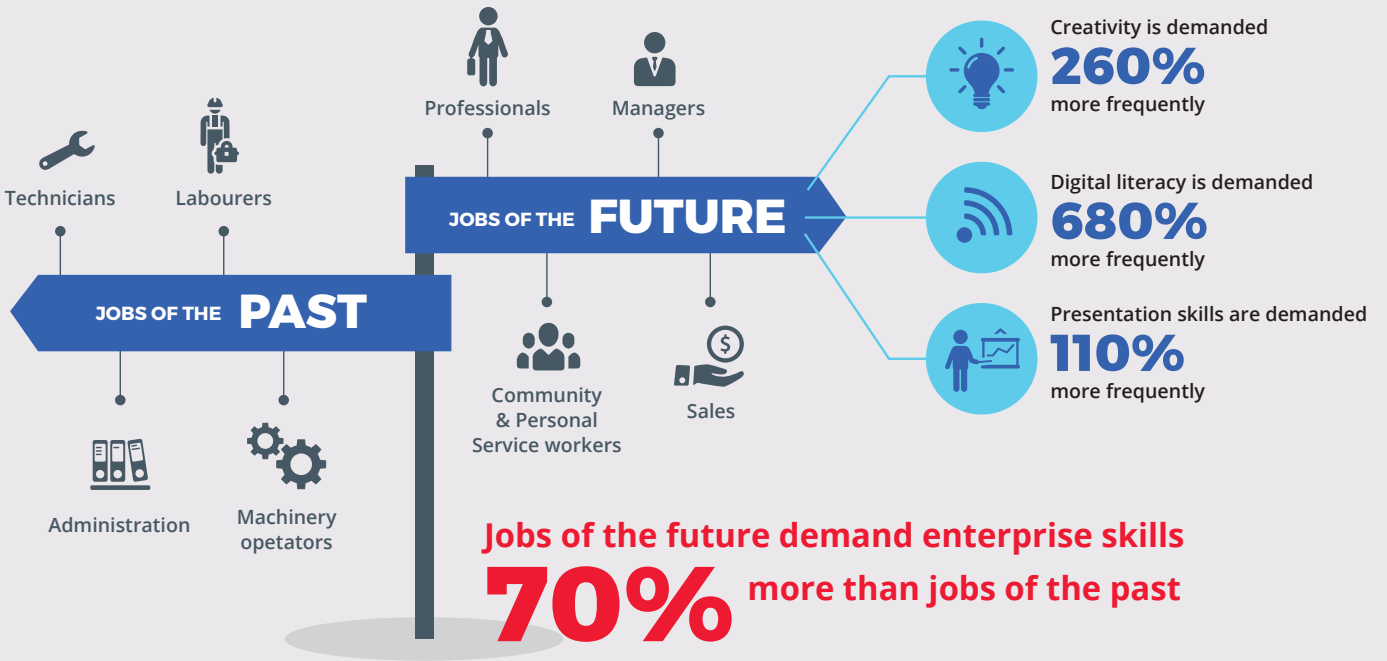 Technicians
Labourers
JOBS OF THE PAST
Administration
Machinery
opetators
Professionals
Managers
JOBS OF THE FUTURE
Community
& Personal
Service workers
$
Sales
Creativity is demanded
260%
more frequently
Digital literacy is demanded
680%
more frequently
Presentation skills are demanded
110%
more frequently
Jobs of the future demand enterprise skills
70% more than jobs of the past